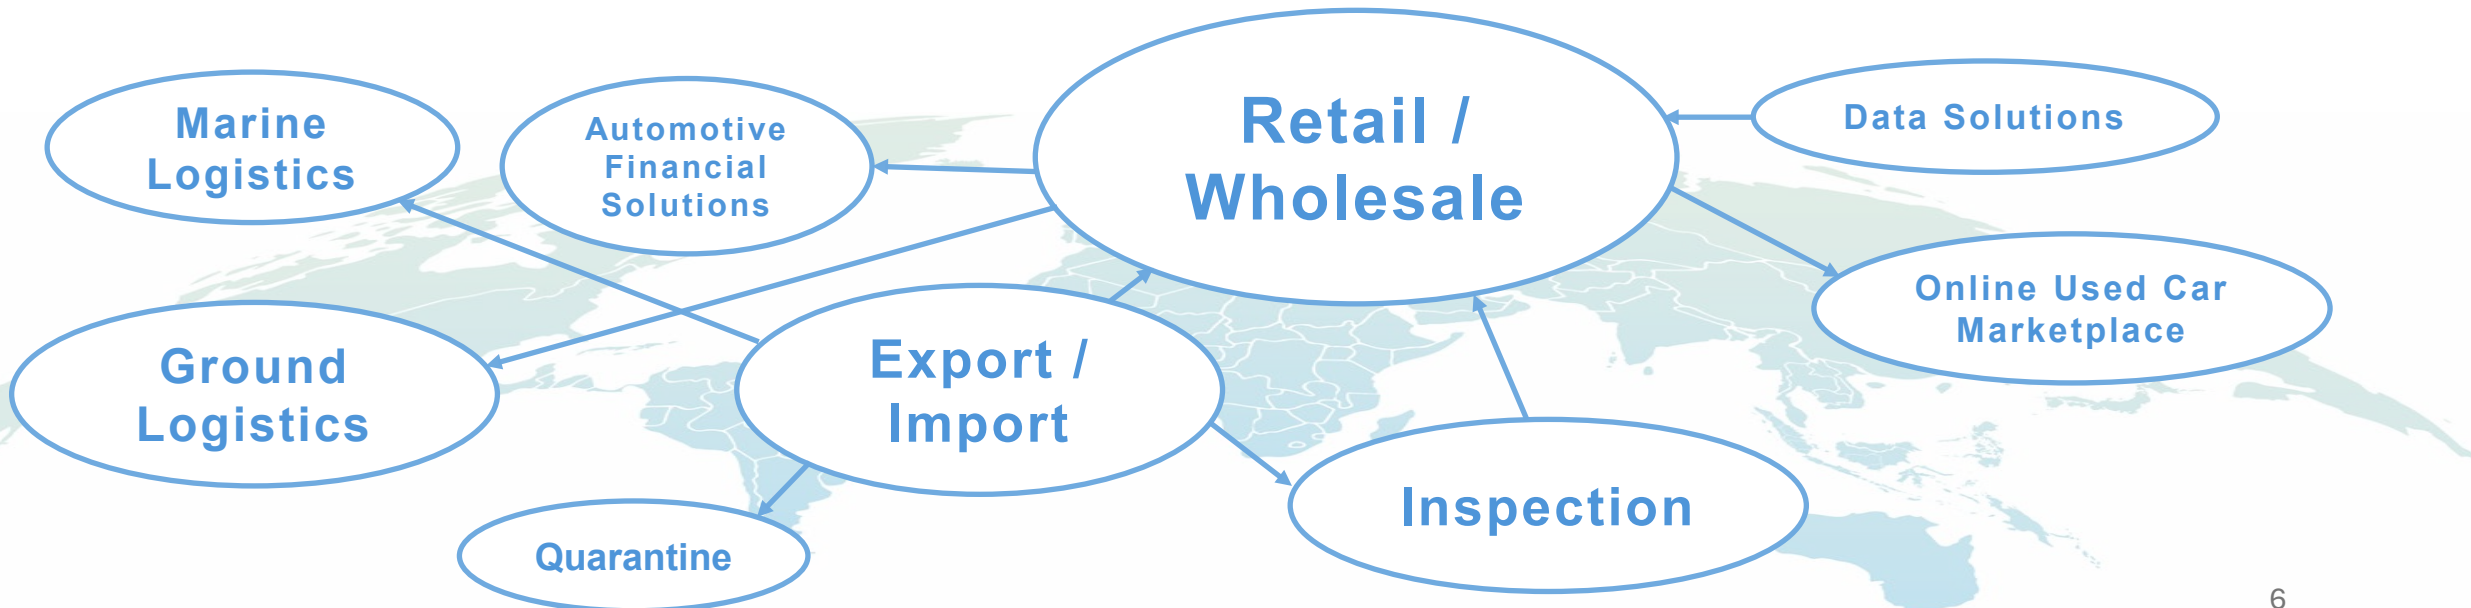 Marine
Logistics
Automotive
Financial
Solutions
Retail /
Wholesale
Data Solutions
Online Used Car
Marketplace
Ground
Logistics
Export /
Import
Inspection
Quarantine
6